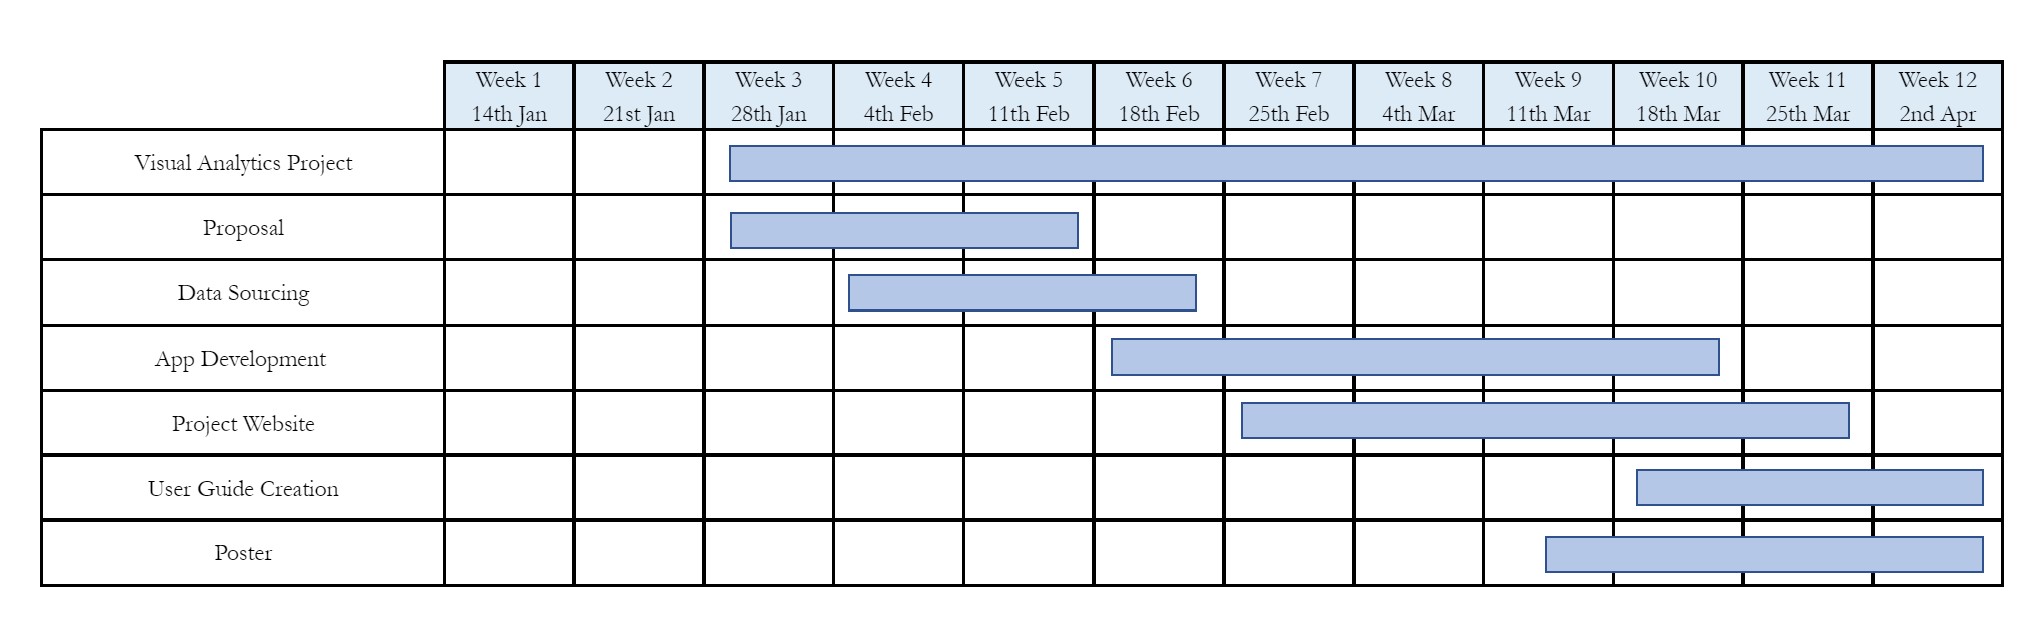 Week 1 Week 2 Week 3 Week 4 Week 5 Week 6 Week 7 Week 8 Week 9 Week 10 Week 11 Week 12
14th Jan 21st Jan 28th Jan 4th Feb 11th Feb 18th Feb 25th Feb 4th Mar 11th Mar 18th Mar 25th Mar 2nd Apr
Visual Analytics Project
Proposal
Data Sourcing
App Development
Project Website
User Guide Creation
Poster